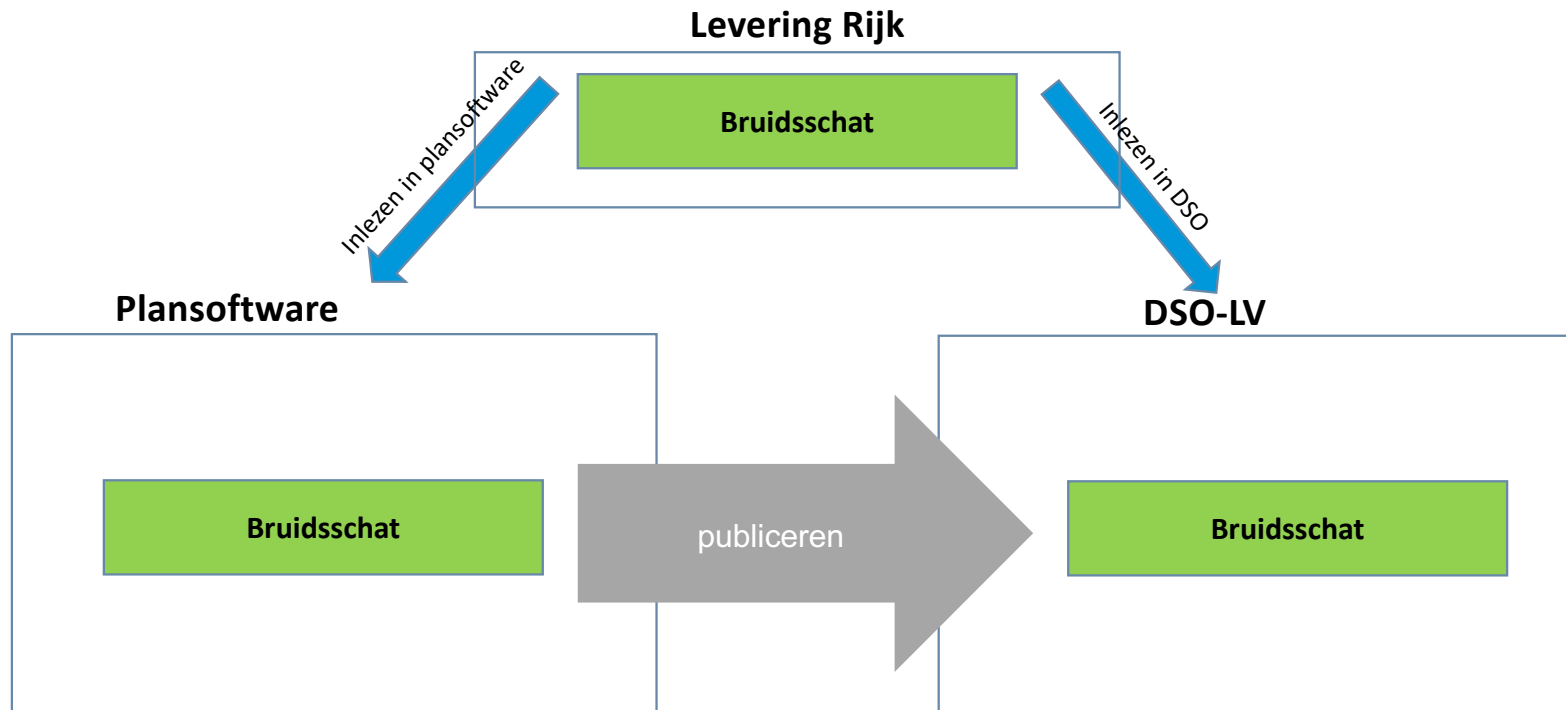 Levering Rijk
Inlezen in plansoftware
Bruidsschat
Inlezen in DSO
Plansoftware
DSO-LV
Bruidsschat
publiceren
Bruidsschat